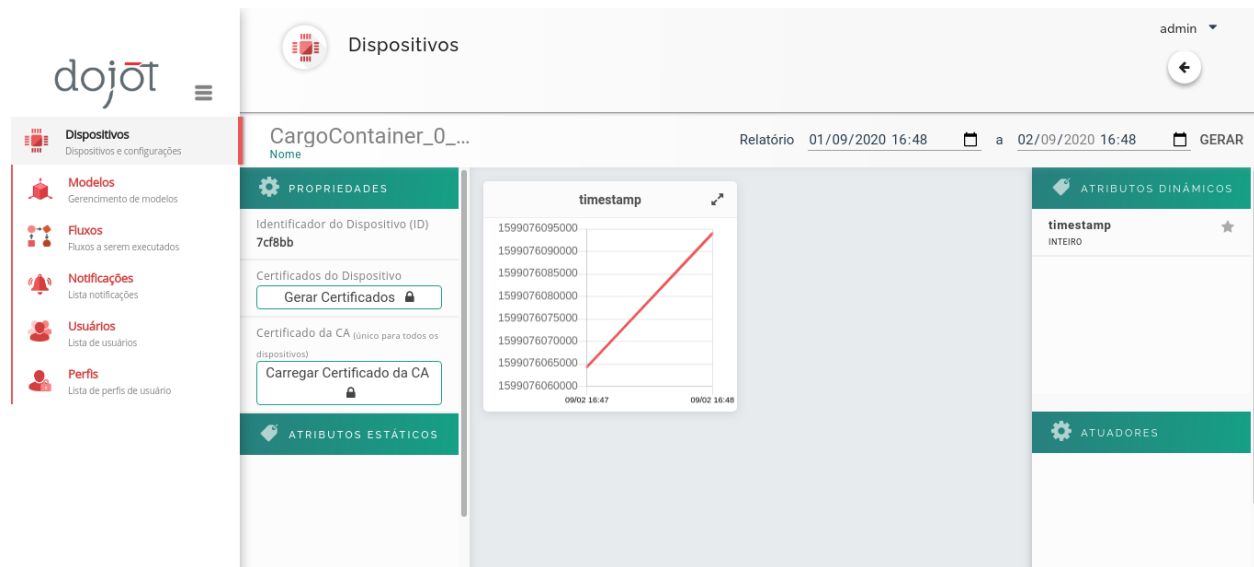 dojot
Dispositivos
Dispositivos e configurações
Modelos
Gerencimento de modelos
Fluxos
Fluxos a serem executados
Notificações
Lista notificações
Usuários
Lista de usuários
Perfis
Lista de perfis de usuário
Dispositivos
admin
CargoContainer_0_...
Nome
Relatório 01/09/2020 16:48 a 02/09/2020 16:48 GERAR
PROPRIEDADES
Identificador do Dispositivo (ID)
7cf8bb
Certificados do Dispositivo
Gerar Certificados
Certificado da CA (único para todos os
dispositivos)
Carregar Certificado da CA
ATRIBUTOS ESTÁTICOS
timestamp
1599076095000
1599076090000
1599076085000
1599076080000
1599076075000
1599076070000
1599076065000
1599076060000
09/02 16:47 09/02 16:48
ATRIBUTOS DINÂMICOS
timestamp
INTEIRO
ATUADORES